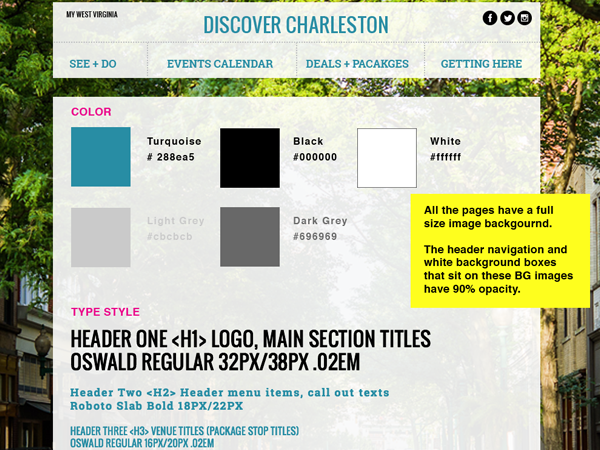 MY WEST VIRGINIA
DISCOVER CHARLESTON
SEE + DO
EVENTS CALENDAR
DEALS + PACAKGES
GETTING HERE
COLOR
Turquoise
# 288ea5
Black
#000000
White
#ffffff
Light Grey
#cbcbcb
Dark Grey
#696969
All the pages have a full
size image backgournd.
The header navigation and
white background boxes
that sit on these BG images
have 90% opacity.
TYPE STYLE
HEADER ONE <H1> LOGO, MAIN SECTION TITLES
OSWALD REGULAR 32PX/38PX .02EM
Header Two <H2> Header menu items, call out texts
Roboto Slab Bold 18PX/22PX
HEADER THREE <H3> VENUE TITLES (PACKAGE STOP TITLES)
OSWALD REGULAR 16PX/20PX .02EM